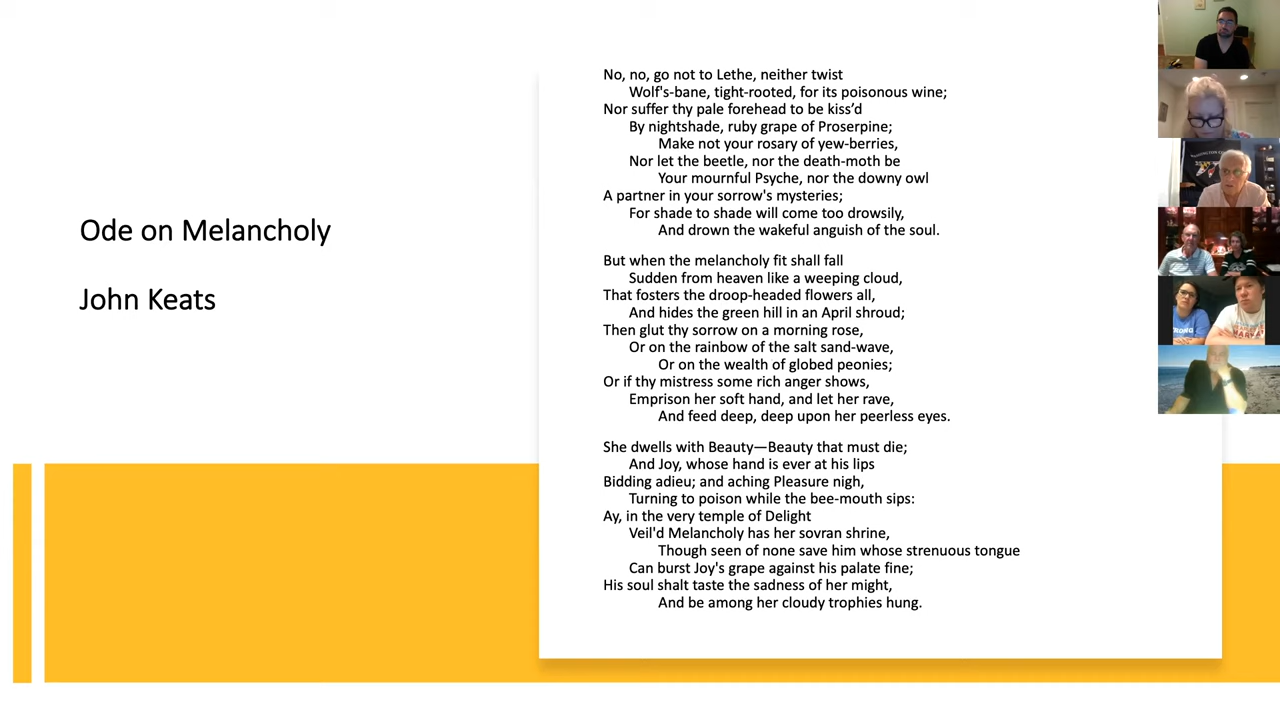 Ode on Melancholy
John Keats
No, no, go not to Lethe, neither twist
Wolf's-bane, tight-rooted, for its poisonous wine;
Nor suffer thy pale forehead to be kiss’d
By nightshade, ruby grape of Proserpine;
Make not your rosary of yew-berries,
Nor let the beetle, nor the death-moth be
Your mournful Psyche, nor the downy owl
A partner in your sorrow's mysteries;
For shade to shade will come too drowsily,
And drown the wakeful anguish of the soul.
But when the melancholy fit shall fall
Sudden from heaven like a weeping cloud,
That fosters the droop-headed flowers all,
And hides the green hill in an April shroud;
Then glut thy sorrow on a morning rose,
Or on the rainbow of the salt sand-wave,
Or on the wealth of globed peonies;
Or if thy mistress some rich anger shows,
Emprison her soft hand, and let her rave,
And feed deep, deep upon her peerless eyes.
She dwells with Beauty—Beauty that must die;
And Joy, whose hand is ever at his lips
Bidding adieu; and aching Pleasure nigh,
Turning to poison while the bee-mouth sips:
Ay, in the very temple of Delight
Veil'd Melancholy has her sovran shrine,
Though seen of none save him whose strenuous tongue
Can burst Joy's grape against his palate fine;
His soul shalt taste the sadness of her might,
And be among her cloudy trophies hung.